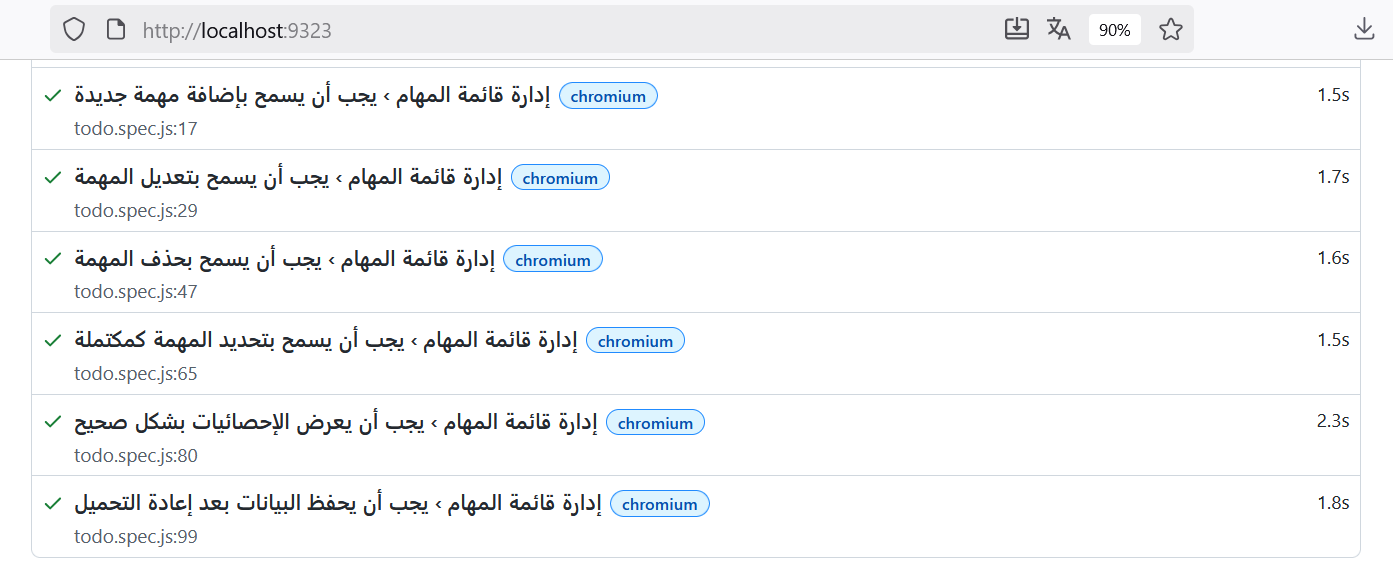 http://localhost:9323 90%
إدارة قائمة المهام › يجب أن يسمح بإضافة مهمة جديدة chromium 1.5s
todo.spec.js:17
إدارة قائمة المهام › يجب أن يسمح بتعديل المهمة chromium 1.7s
todo.spec.js:29
إدارة قائمة المهام › يجب أن يسمح بحذف المهمة chromium 1.6s
todo.spec.js:47
إدارة قائمة المهام › يجب أن يسمح بتحديد المهمة كمكتملة chromium 1.5s
todo.spec.js:65
إدارة قائمة المهام › يجب أن يعرض الإحصائيات بشكل صحيح chromium 2.3s
todo.spec.js:80
إدارة قائمة المهام › يجب أن يحفظ البيانات بعد إعادة التحميل chromium 1.8s
todo.spec.js:99